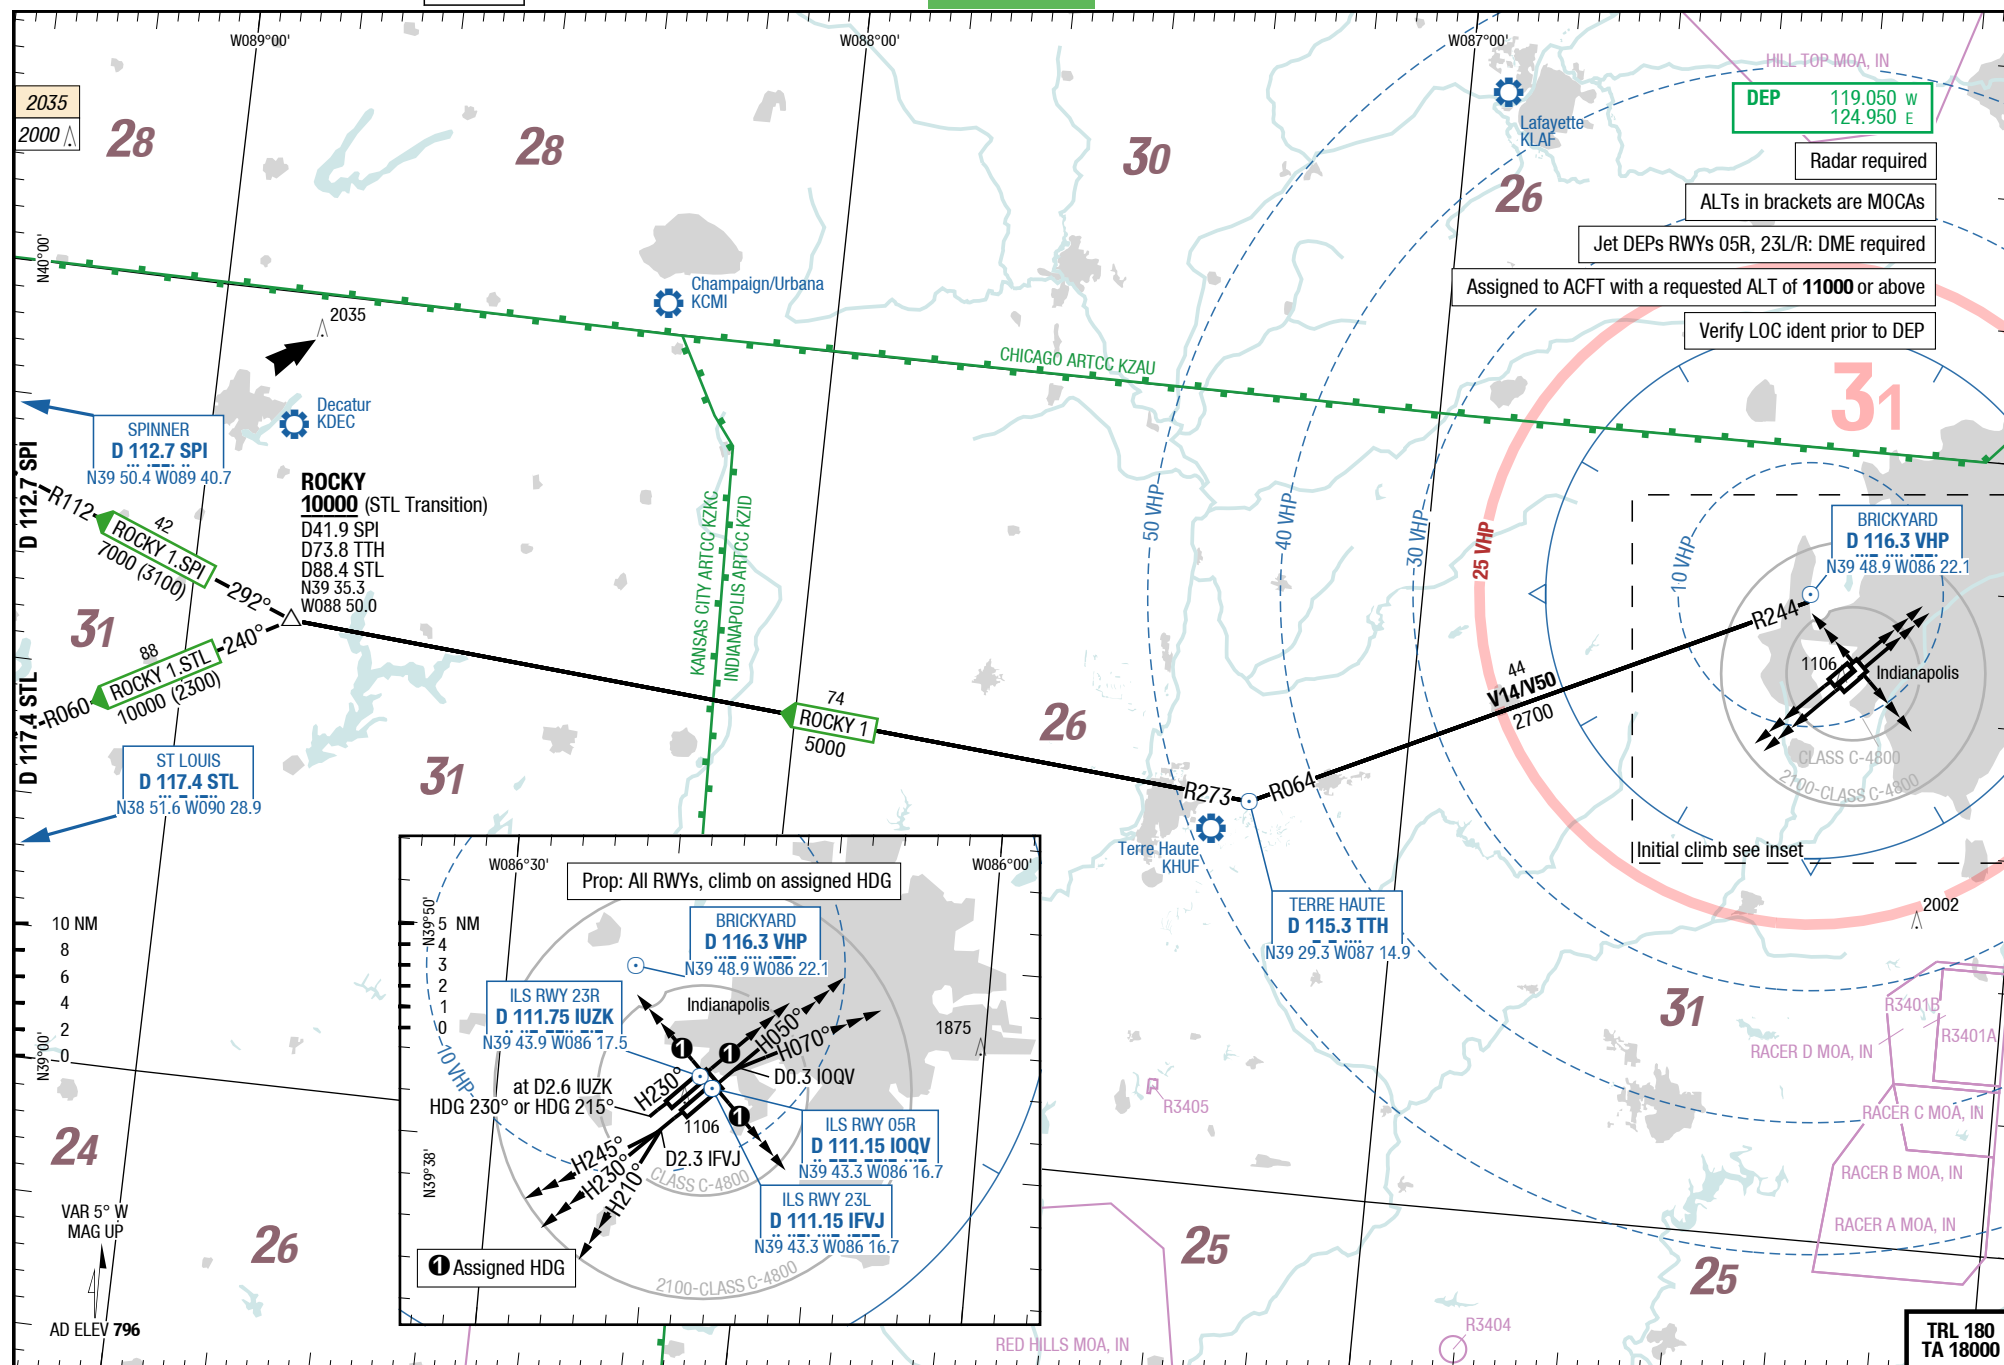 W089°00'
W088°00'
W087°00'
HILL TOP MOA, IN
2035
2000
28
28
30
26
DEP 119.050 W
124.950 E
Lafayette
KLAF
Radar required
ALTs in brackets are MOCAs
Jet DEPs RWYs 05R, 23L/R: DME required
Assigned to ACFT with a requested ALT of 11000 or above
Verify LOC ident prior to DEP
N40°00'
Champaign/Urbana
KCMI
2035
CHICAGO ARTCC KZAU
31
Decatur
KDEC
SPINNER
D 112.7 SPI
N39 50.4 W089 40.7
D 112.7 SPI
R112
42
ROCKY 1.SPI
7000 (3100)
292°
ROCKY
10000 (STL Transition)
D41.9 SPI
D73.8 TTH
D88.4 STL
N39 35.3
W088 50.0
KANSAS CITY ARTCC KZKC
INDIANAPOLIS ARTCC KZID
50 VHP
40 VHP
30 VHP
25 VHP
10 VHP
BRICKYARD
D 116.3 VHP
N39 48.9 W086 22.1
31
88
ROCKY 1.STL
10000 (2300)
240°
R060
D 117.4 STL
ST LOUIS
D 117.4 STL
N38 51.6 W090 28.9
31
74
ROCKY 1
5000
26
R273
R064
44
V14/V50
2700
R244
1106
Indianapolis
CLASS C-4800
2100-CLASS C-4800
Initial climb see inset
Terre Haute
KHUF
TERRE HAUTE
D 115.3 TTH
N39 29.3 W087 14.9
2002
10 NM
8
6
4
2
0
N39°00'
W086°30'
W086°00'
Prop: All RWYs, climb on assigned HDG
N39°50'
5 NM
4
3
2
1
0
BRICKYARD
D 116.3 VHP
N39 48.9 W086 22.1
ILS RWY 23R
D 111.75 IUZK
N39 43.9 W086 17.5
Indianapolis
1875
10 VHP
1
1
H050°
H070°
D0.3 IOQV
at D2.6 IUZK
HDG 230° or HDG 215°
H230°
1
1106
ILS RWY 05R
D 111.15 IOQV
N39 43.3 W086 16.7
N39°38'
H245°
H230°
H210°
D2.3 IFVJ
CLASS C-4800
ILS RWY 23L
D 111.15 IFVJ
N39 43.3 W086 16.7
1 Assigned HDG
2100-CLASS C-4800
24
VAR 5° W
MAG UP
26
AD ELEV 796
31
R3401B
R3401A
RACER D MOA, IN
R3405
RACER C MOA, IN
RACER B MOA, IN
RACER A MOA, IN
25
25
R3404
RED HILLS MOA, IN
TRL 180
TA 18000